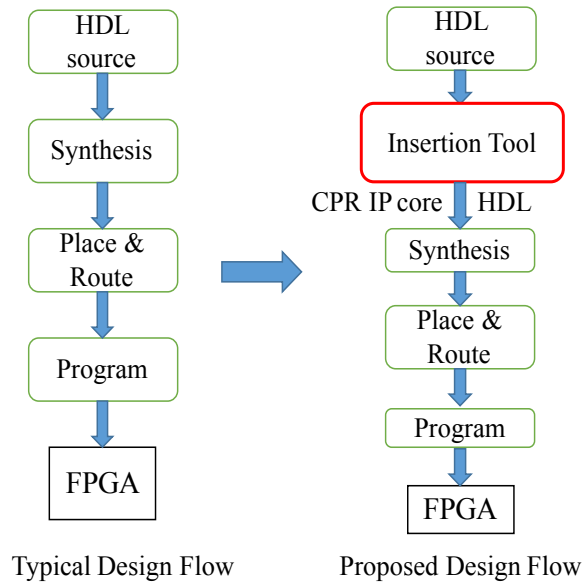 HDL
source
Synthesis
Place &
Route
Program
FPGA
Typical Design Flow
HDL
source
Insertion Tool
CPR IP core HDL
Synthesis
Place &
Route
Program
FPGA
Proposed Design Flow